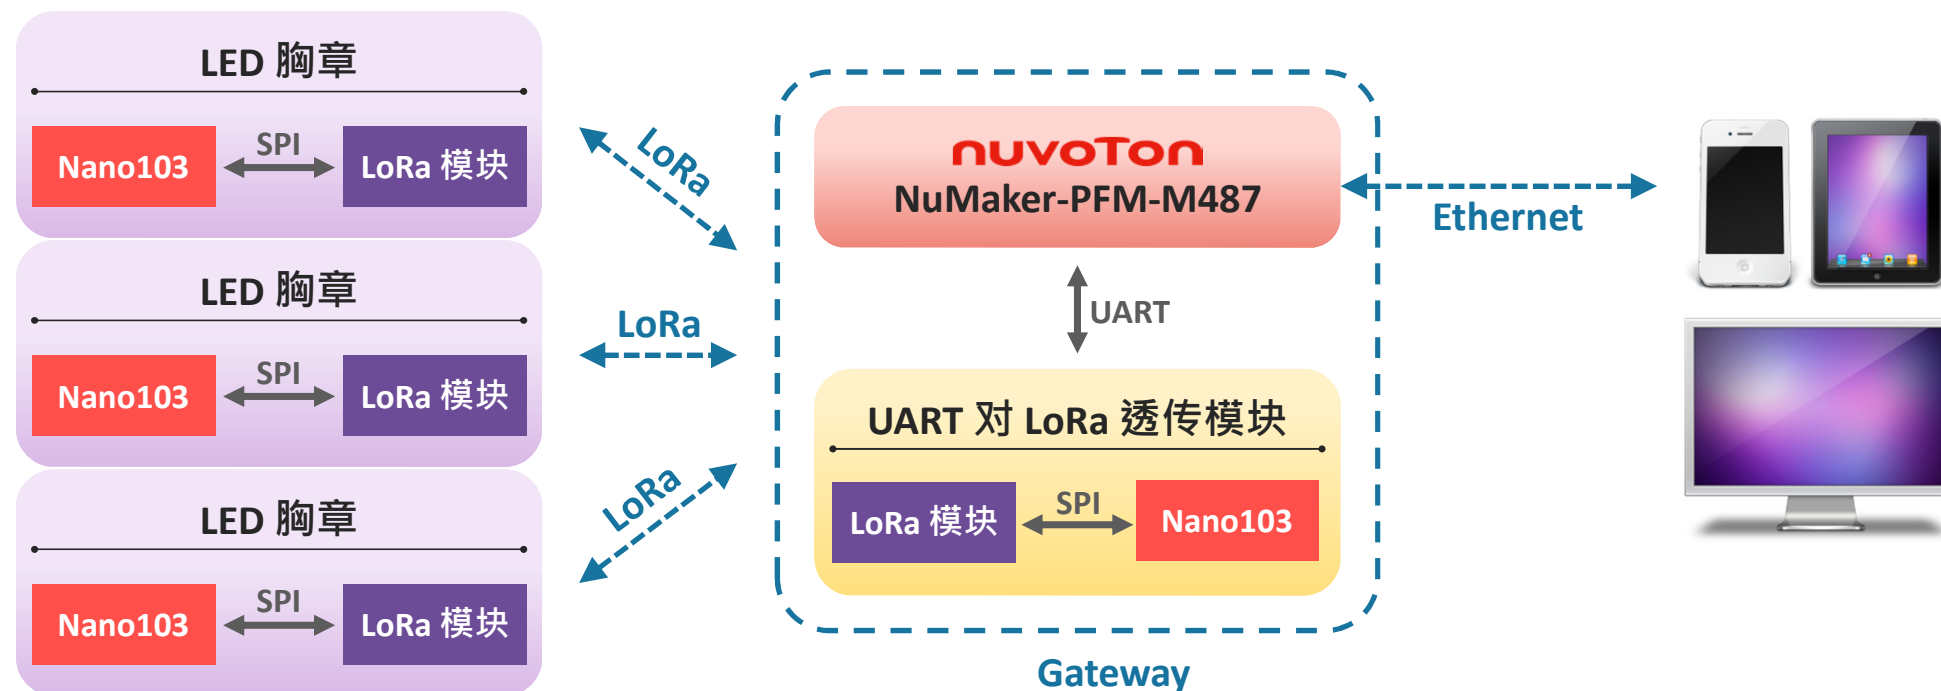 LED 胸章
Nano103
SPI
LoRa 模块
LED 胸章
Nano103
SPI
LoRa 模块
LED 胸章
Nano103
SPI
LoRa 模块
LoRa
LoRa
LoRa
nuvoTon
NuMaker-PFM-M487
UART
UART 对 LoRa 透传模块
LoRa 模块
SPI
Nano103
Gateway
Ethernet